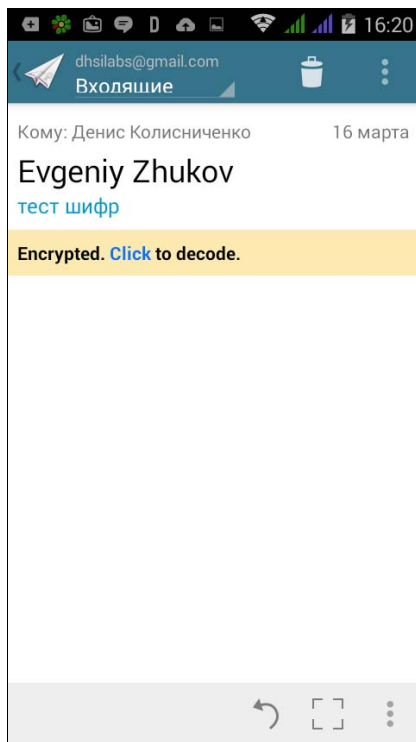 16:20
dhsilabs@gmail.com
Входящие
Кому: Денис Колисниченко 16 марта
Evgeniy Zhukov
тест шифр
Encrypted. Click to decode.